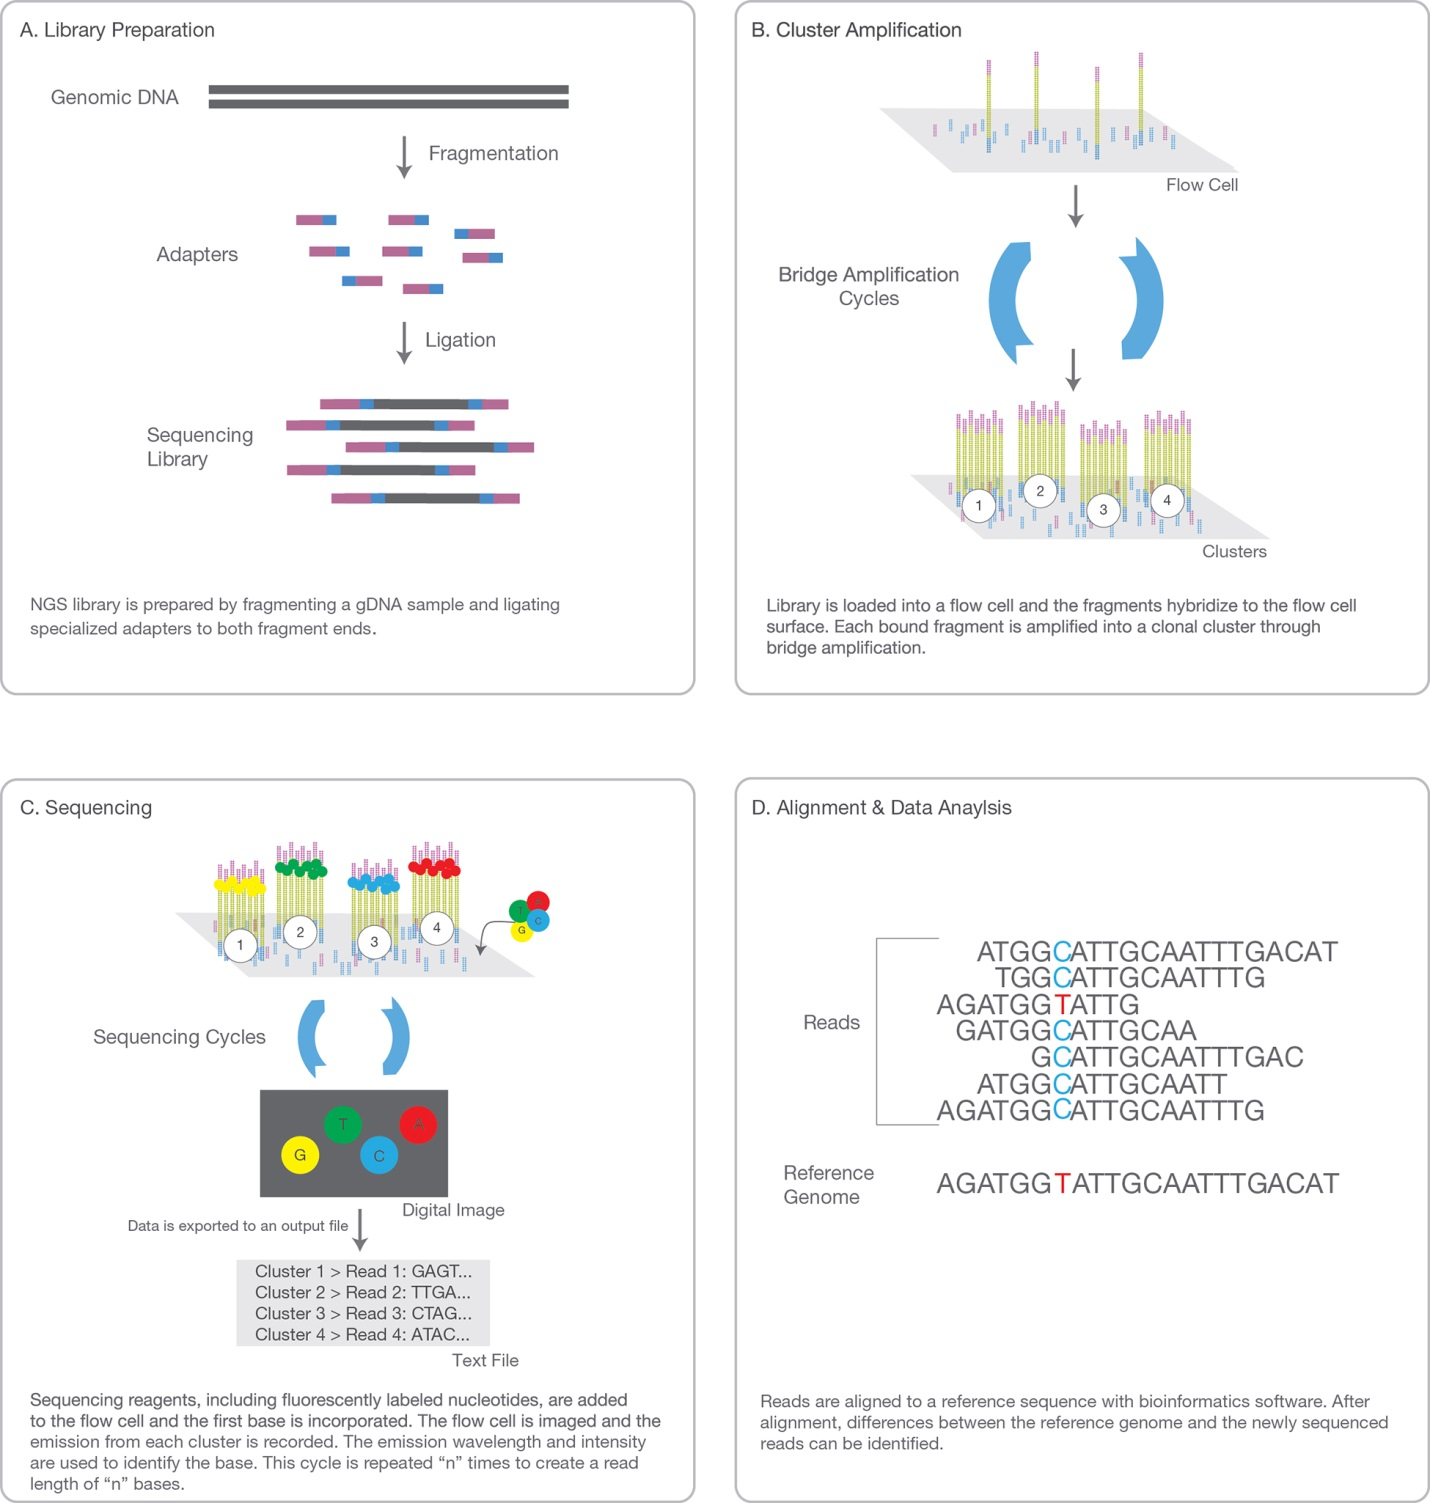 A. Library Preparation
Genomic DNA
Fragmentation
Adapters
Ligation
Sequencing
Library
NGS library is prepared by fragmenting a gDNA sample and ligating
specialized adapters to both fragment ends.
B. Cluster Amplification
Flow Cell
Bridge Amplification
Cycles
1
2
3
4
Clusters
Library is loaded into a flow cell and the fragments hybridize to the flow cell
surface. Each bound fragment is amplified into a clonal cluster through
bridge amplification.
C. Sequencing
1
2
3
4
T
A
C
G
Sequencing Cycles
G
T
C
A
Digital Image
Data is exported to an output file
Cluster 1 > Read 1: GAGT...
Cluster 2 > Read 2: TTGA...
Cluster 3 > Read 3: CTAG...
Cluster 4 > Read 4: ATAC...
Text File
Sequencing reagents, including fluorescently labeled nucleotides, are added
to the flow cell and the first base is incorporated. The flow cell is imaged and the
emission from each cluster is recorded. The emission wavelength and intensity
are used to identify the base. This cycle is repeated “n” times to create a read
length of “n” bases.
D. Alignment & Data Anaylsis
Reads
ATGGCATTGCAATTTGACAT
TGGCATTGCAATTTG
AGATGGTATTG
GATGGCATTGCAA
GCATTGCAATTTGAC
ATGGCATTGCAATT
AGATGGCATTGCAATTTG
Reference
Genome
AGATGGTATTGCAATTTGACAT
Reads are aligned to a reference sequence with bioinformatics software. After
alignment, differences between the reference genome and the newly sequenced
reads can be identified.